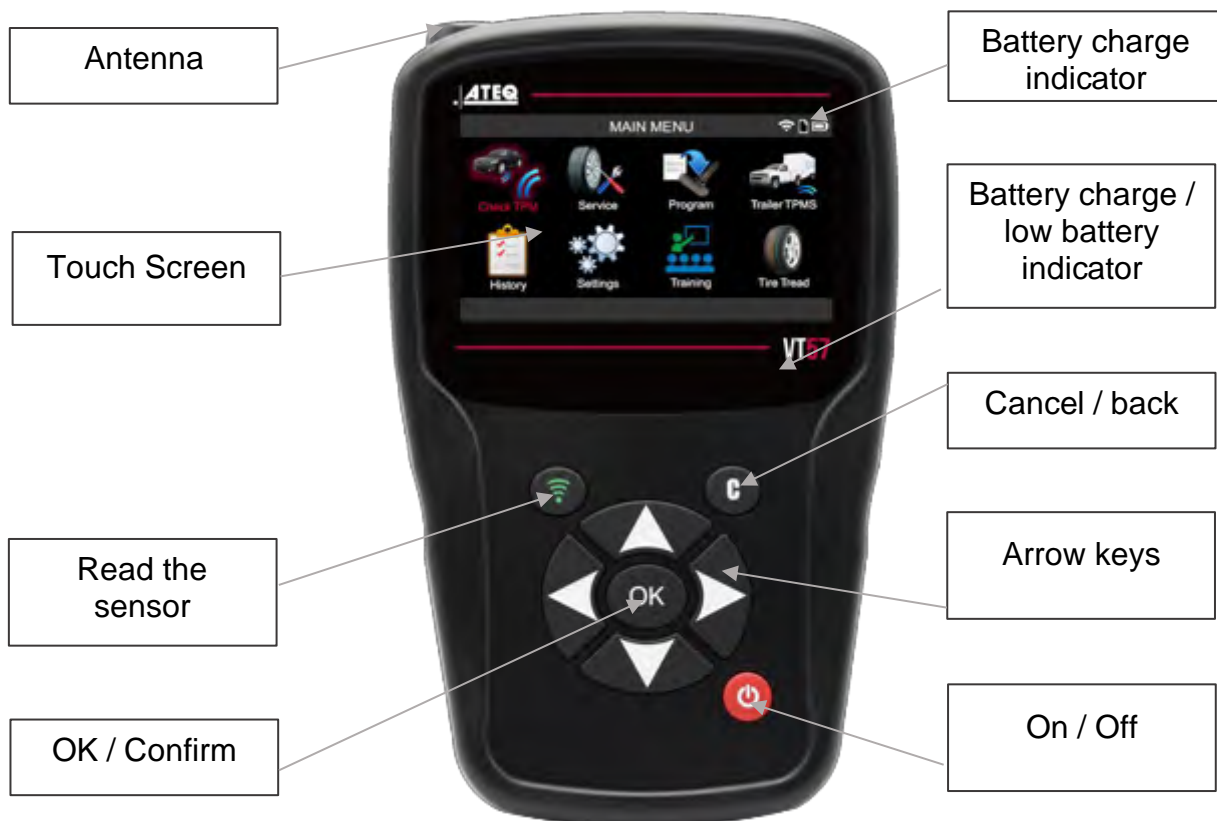 Antenna
Battery charge
indicator
ATEQ
MAIN MENU
Check TPM
Service
Program
Trailer TPMS
Battery charge /
low battery
indicator
Touch Screen
History
Settings
Training
Tire Tread
VT57
Cancel / back
C
Read the
sensor
OK
Arrow keys
OK / Confirm
On / Off